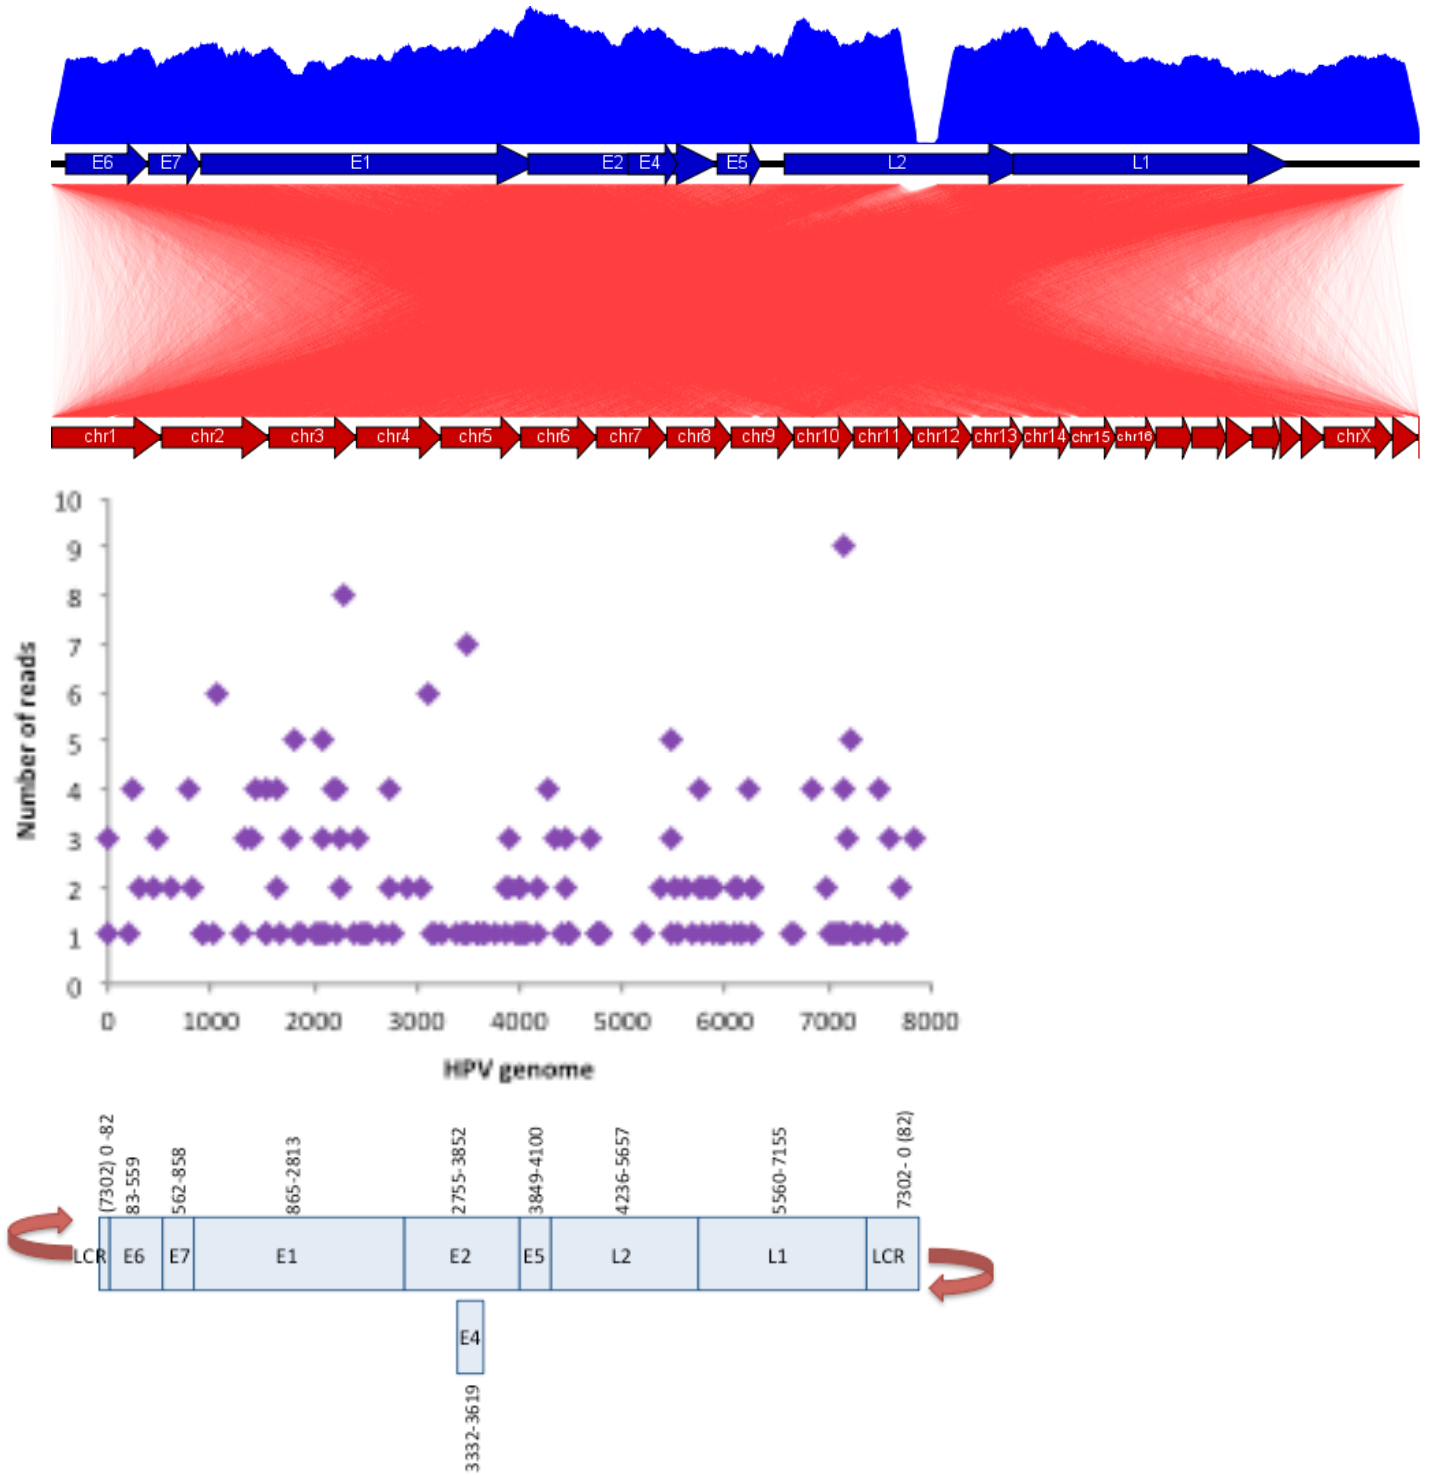 E6 E7 E1 E2 E4 E5 L2 L1
chr1 chr2 chr3 chr4 chr5 chr6 chr7 chr8 chr9 chr10 chr11 chr12 chr13 chr14 chr15 chr16 chrX
10
9
8
7
6
5
4
3
2
1
0
Number of reads
0 1000 2000 3000 4000 5000 6000 7000 8000
HPV genome
(7302) 0 -82
83-559
562-858
865-2813
2755-3852
3849-4100
4236-5657
5560-7155
7302- 0 (82)
LCR E6 E7 E1 E2 E5 L2 L1 LCR
E4
3332-3619